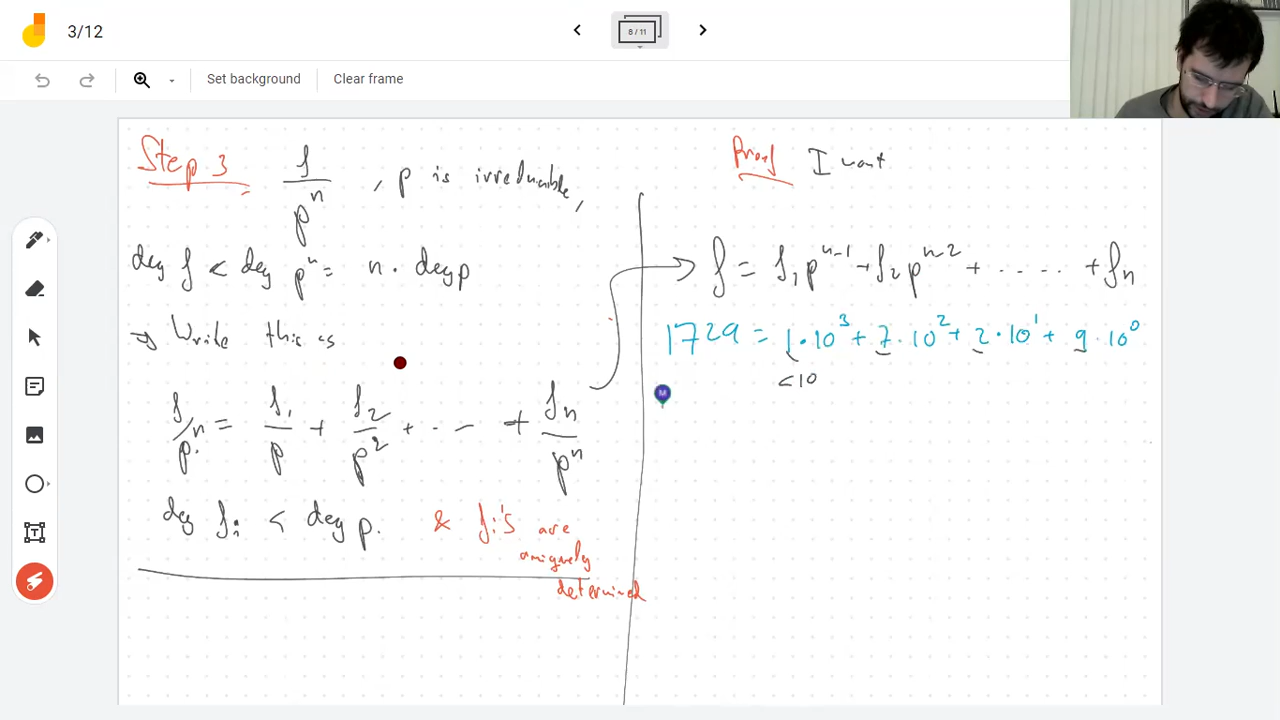 3/12
8 / 11
Set background
Clear frame
Step 3
f/p^n , p is irreducible,
deg f < deg p^n = n · deg p
⇒ Write this as
f/p^n = f_1/p + f_2/p^2 + ··· + f_n/p^n
deg f_i < deg p. & f_i's are
uniquely
determined
Proof I want
f = f_1 p^{n-1} + f_2 p^{n-2} + ····· + f_n
1729 = 1·10^3 + 7·10^2 + 2·10^1 + 9·10^0
<10
M